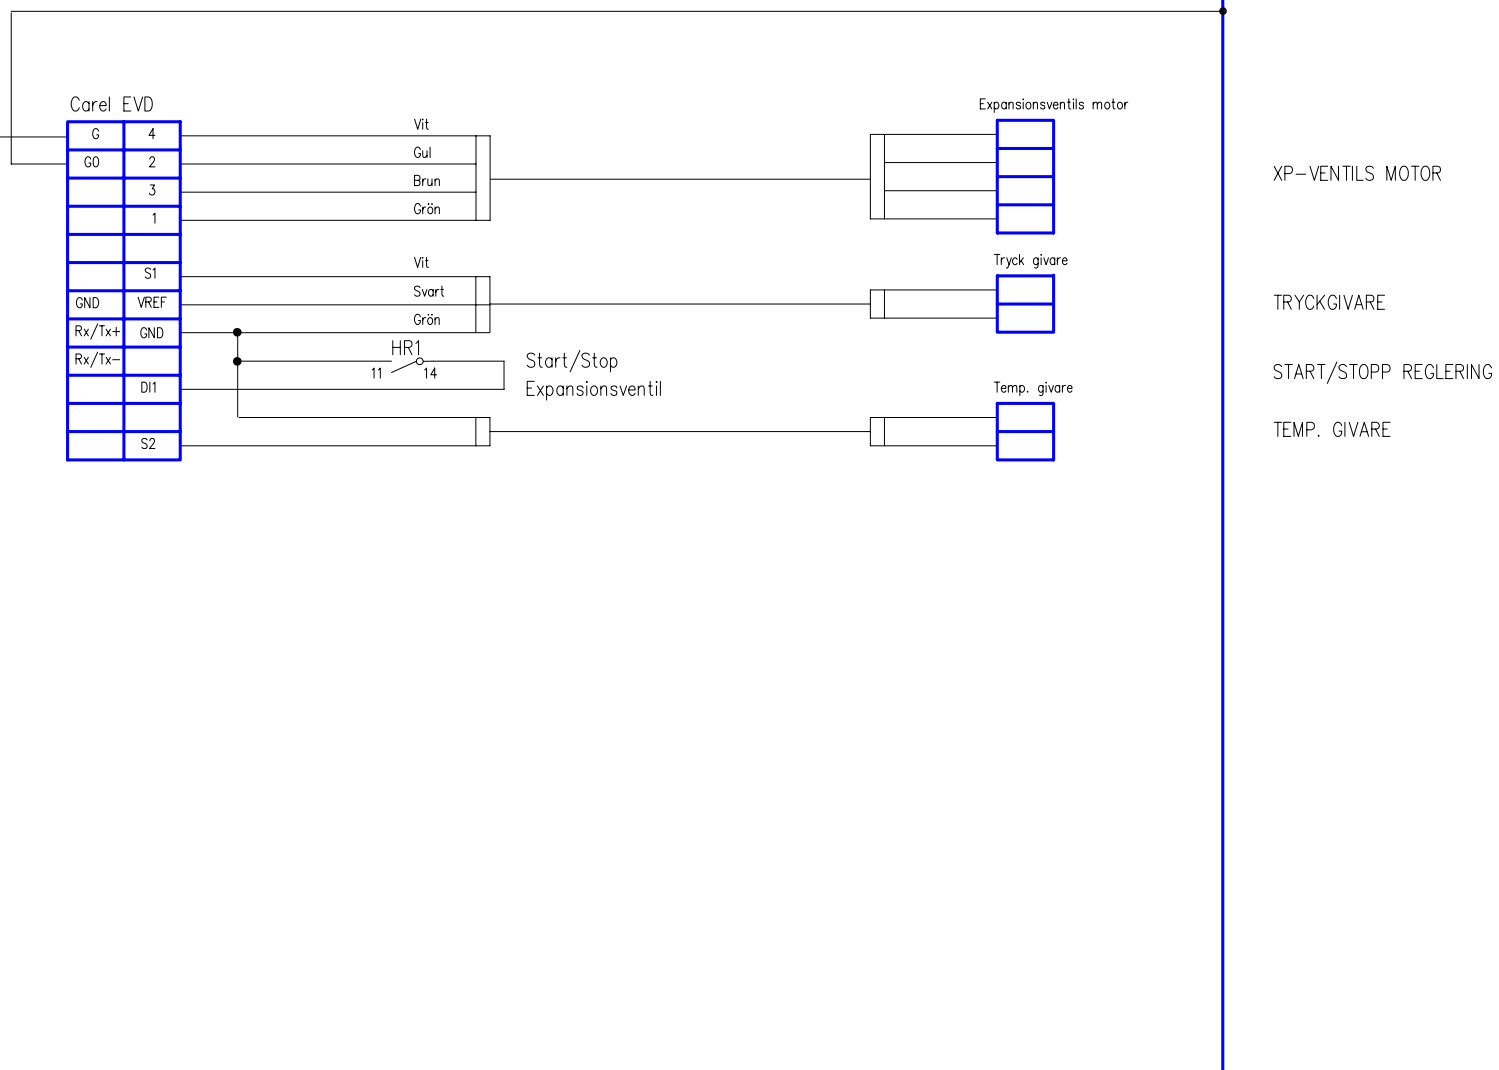 Carel EVD
Expansionsventils motor
G 4 Vit
G0 2 Gul
3 Brun
1 Grön
XP-VENTILS MOTOR
Tryck givare
S1 Vit
GND VREF Svart
TRYCKGIVARE
Rx/Tx+ GND Grön
Rx/Tx-
HR1
11 14
Start/Stop
Expansionsventil
START/STOPP REGLERING
DI1
Temp. givare
S2
TEMP. GIVARE